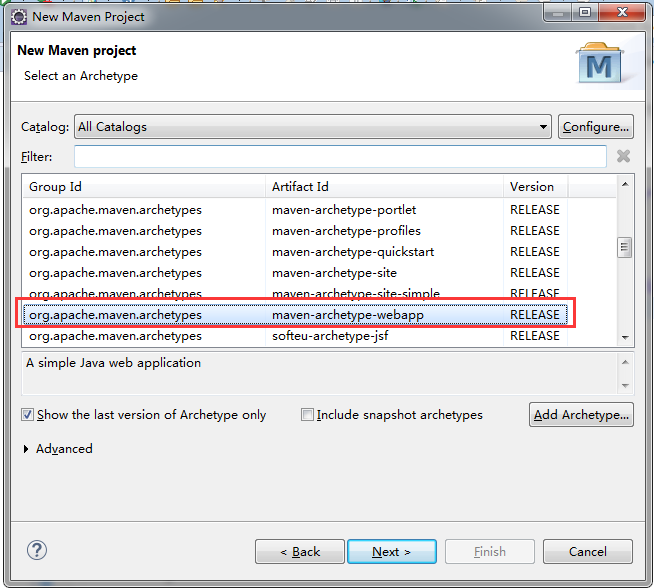 New Maven Project
New Maven project
Select an Archetype
M
Catalog: All Catalogs Configure...
Filter:
Group Id Artifact Id Version
org.apache.maven.archetypes maven-archetype-portlet RELEASE
org.apache.maven.archetypes maven-archetype-profiles RELEASE
org.apache.maven.archetypes maven-archetype-quickstart RELEASE
org.apache.maven.archetypes maven-archetype-site RELEASE
org.apache.maven.archetypes maven-archetype-site-simple RELEASE
org.apache.maven.archetypes maven-archetype-webapp RELEASE
org.apache.maven.archetypes softeu-archetype-jsf RELEASE
A simple Java web application
Show the last version of Archetype only Include snapshot archetypes Add Archetype...
Advanced
? < Back Next > Finish Cancel